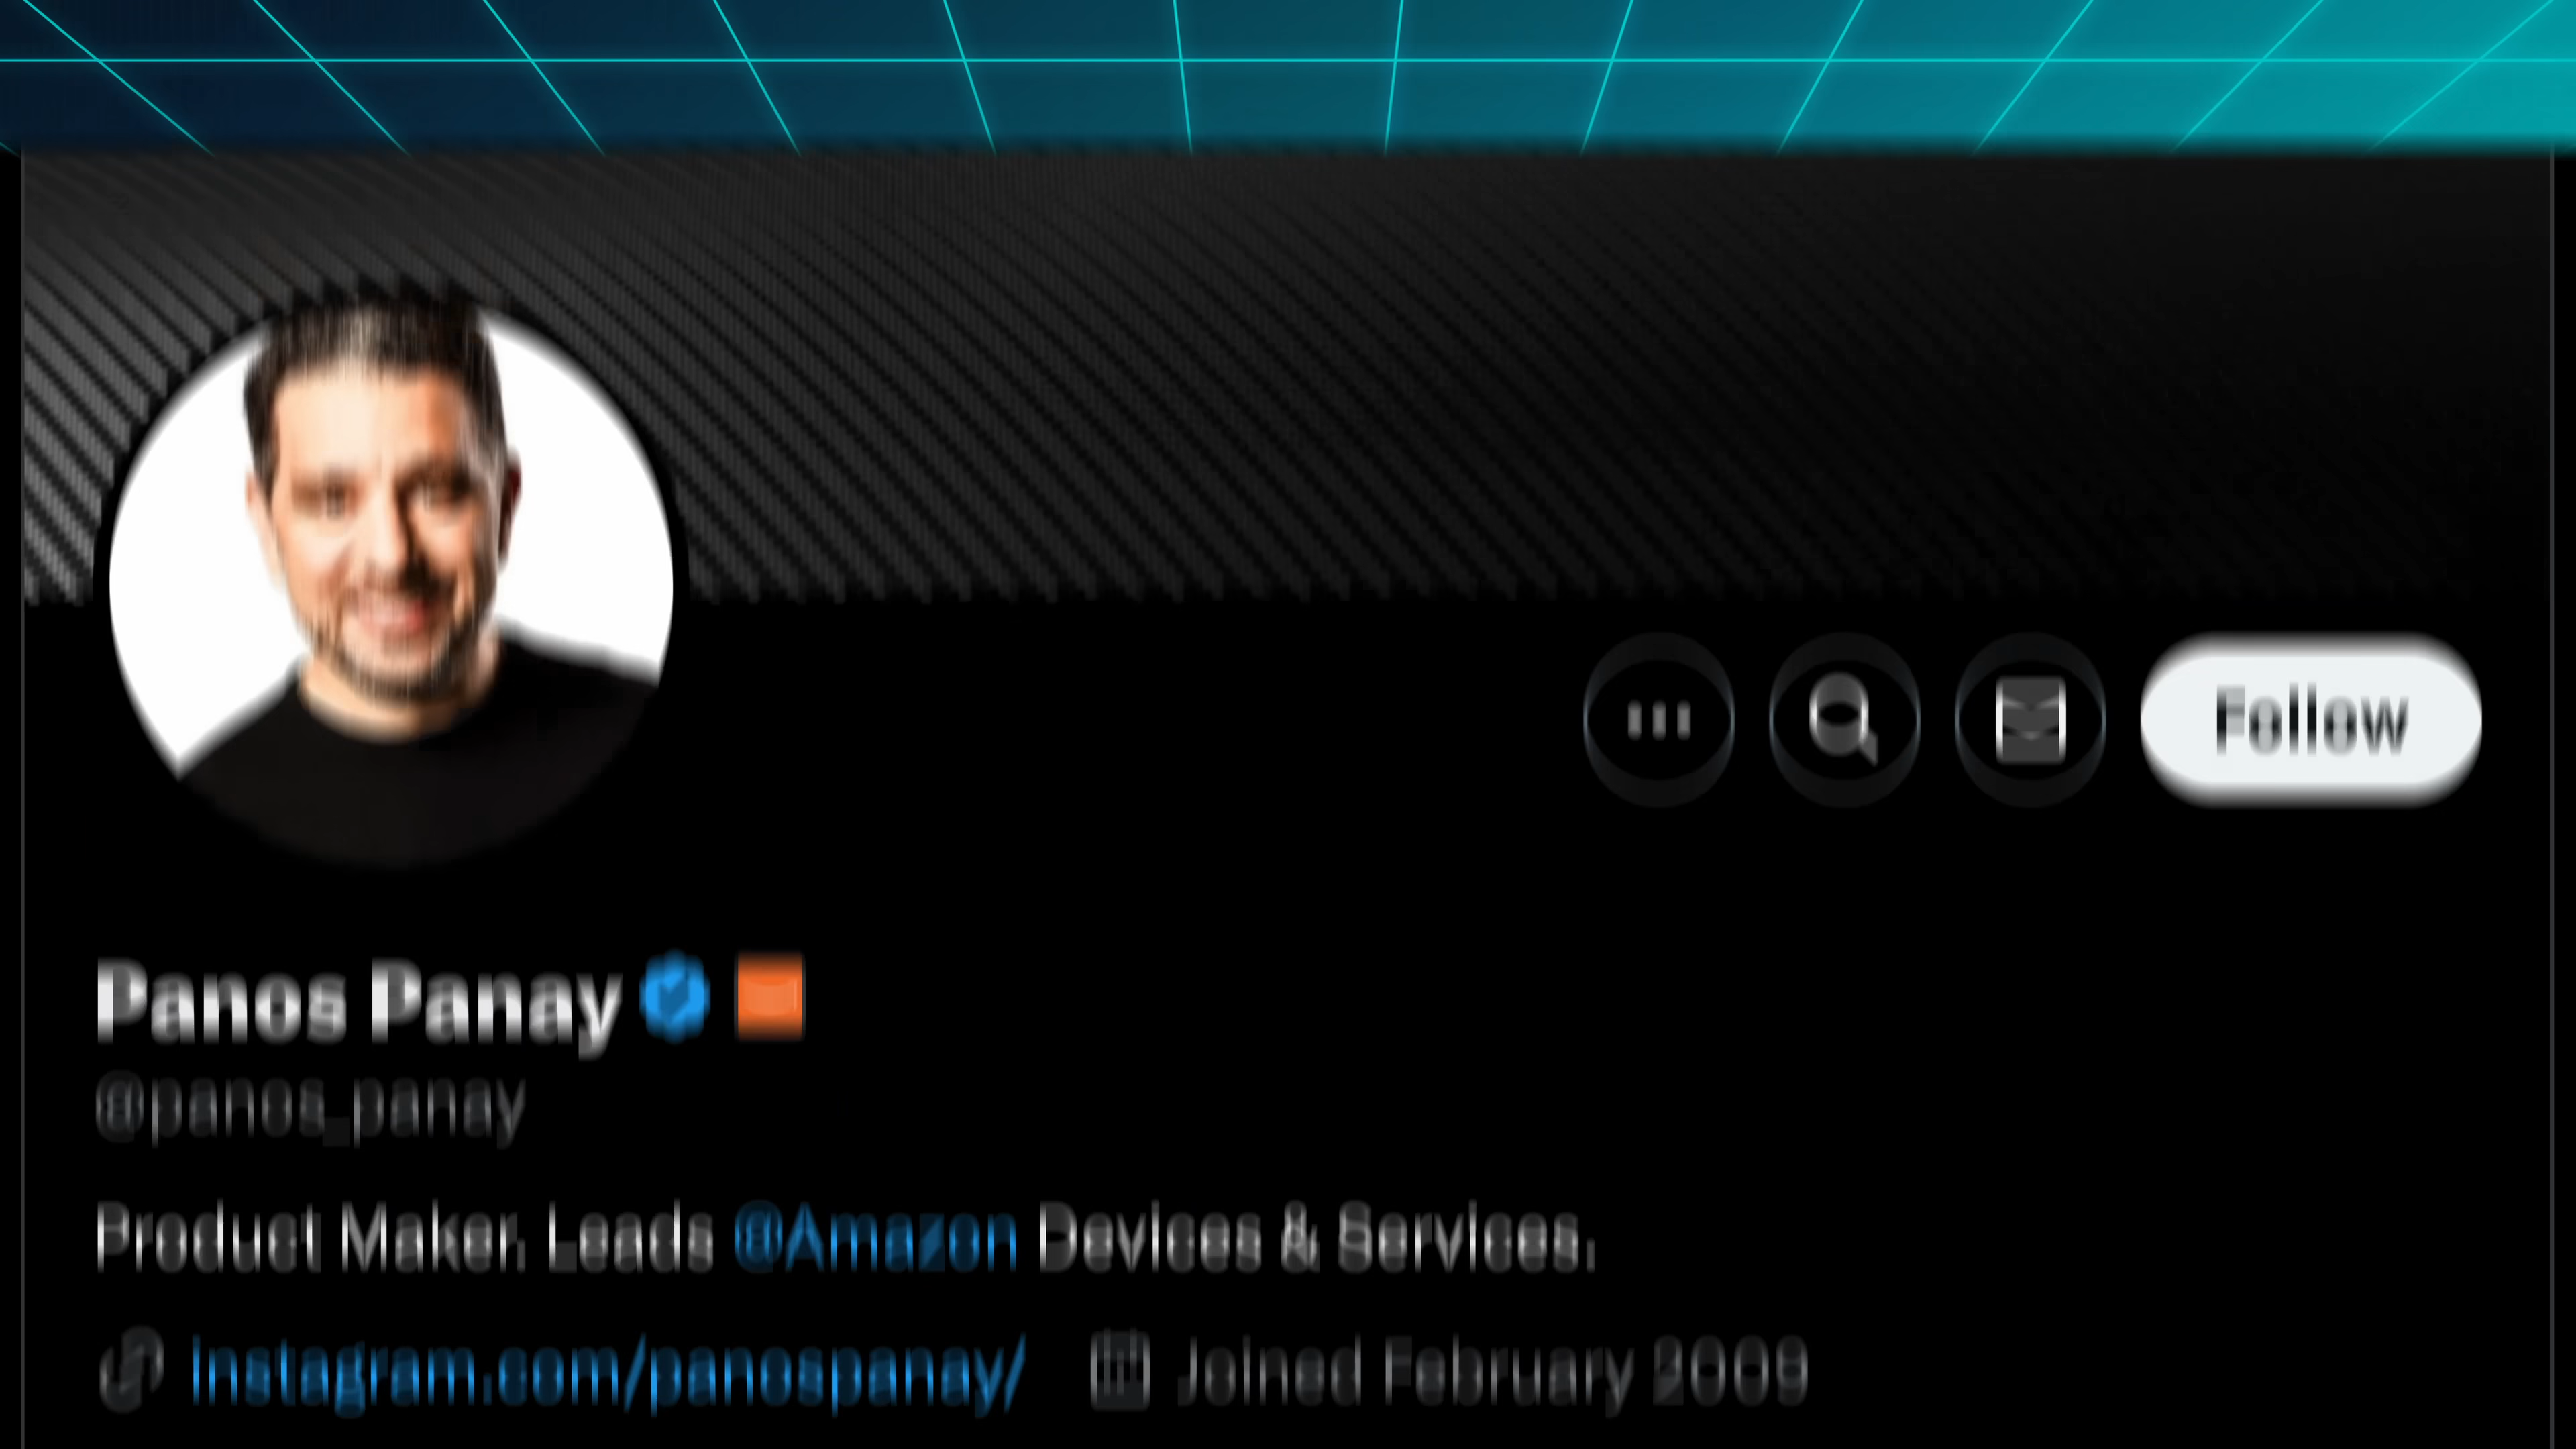 Follow
Panos Panay
@panos_panay
Product Maker. Leads @Amazon Devices & Services.
instagram.com/panospanay/ Joined February 2009